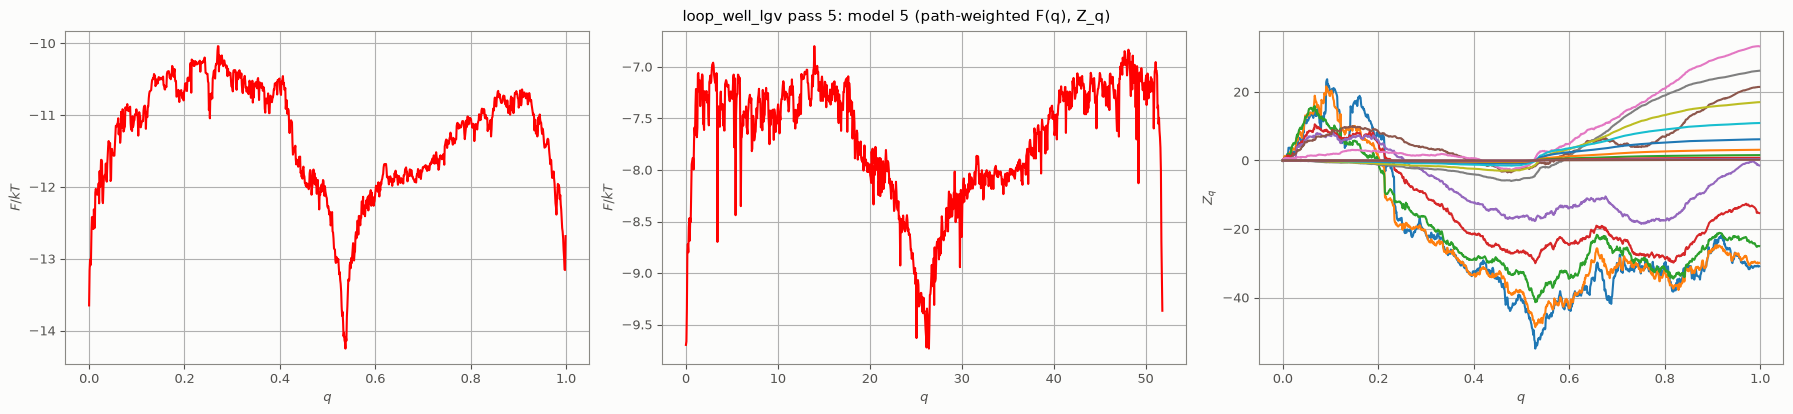 loop_well_lgv pass 5: model 5 (path-weighted F(q), Z_q)
F/kT
−10
−11
−12
−13
−14
0.0 0.2 0.4 0.6 0.8 1.0
q
F/kT
−7.0
−7.5
−8.0
−8.5
−9.0
−9.5
0 10 20 30 40 50
q
Z_q
20
0
−20
−40
0.0 0.2 0.4 0.6 0.8 1.0
q